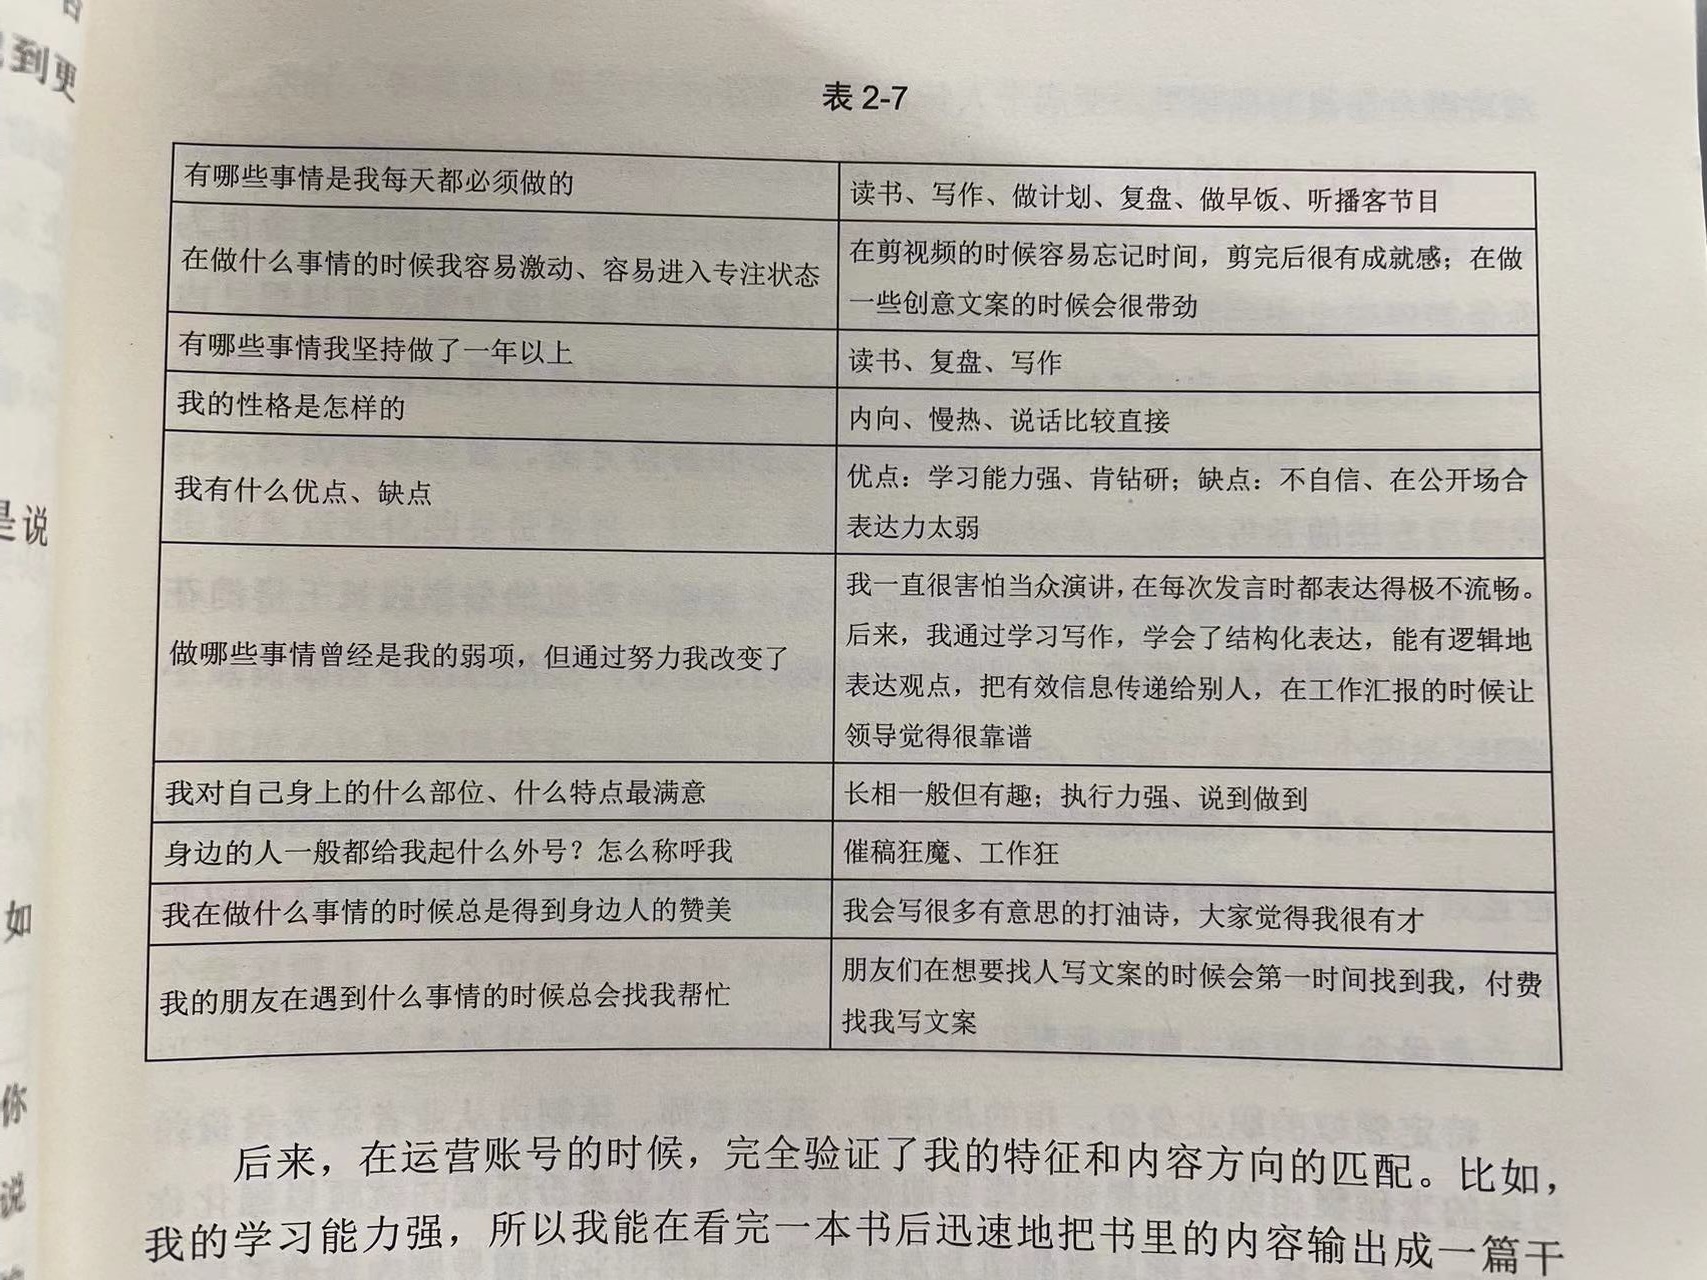 到更
是说
如
你
说
表 2-7
有哪些事情是我每天都必须做的
读书、写作、做计划、复盘、做早饭、听播客节目
在做什么事情的时候我容易激动、容易进入专注状态
在剪视频的时候容易忘记时间，剪完后很有成就感；在做
一些创意文案的时候会很带劲
有哪些事情我坚持做了一年以上
读书、复盘、写作
我的性格是怎样的
内向、慢热、说话比较直接
我有什么优点、缺点
优点：学习能力强、肯钻研；缺点：不自信、在公开场合
表达力太弱
做哪些事情曾经是我的弱项，但通过努力我改变了
我一直很害怕当众演讲，在每次发言时都表达得极不流畅。
后来，我通过学习写作，学会了结构化表达，能有逻辑地
表达观点，把有效信息传递给别人，在工作汇报的时候让
领导觉得很靠谱
我对自己身上的什么部位、什么特点最满意
长相一般但有趣；执行力强、说到做到
身边的人一般都给我起什么外号？怎么称呼我
催稿狂魔、工作狂
我在做什么事情的时候总是得到身边人的赞美
我会写很多有意思的打油诗，大家觉得我很有才
我的朋友在遇到什么事情的时候总会找我帮忙
朋友们在想要找人写文案的时候会第一时间找到我，付费
找我写文案
后来，在运营账号的时候，完全验证了我的特征和内容方向的匹配。比如，
我的学习能力强，所以我能在看完一本书后迅速地把书里的内容输出成一篇干